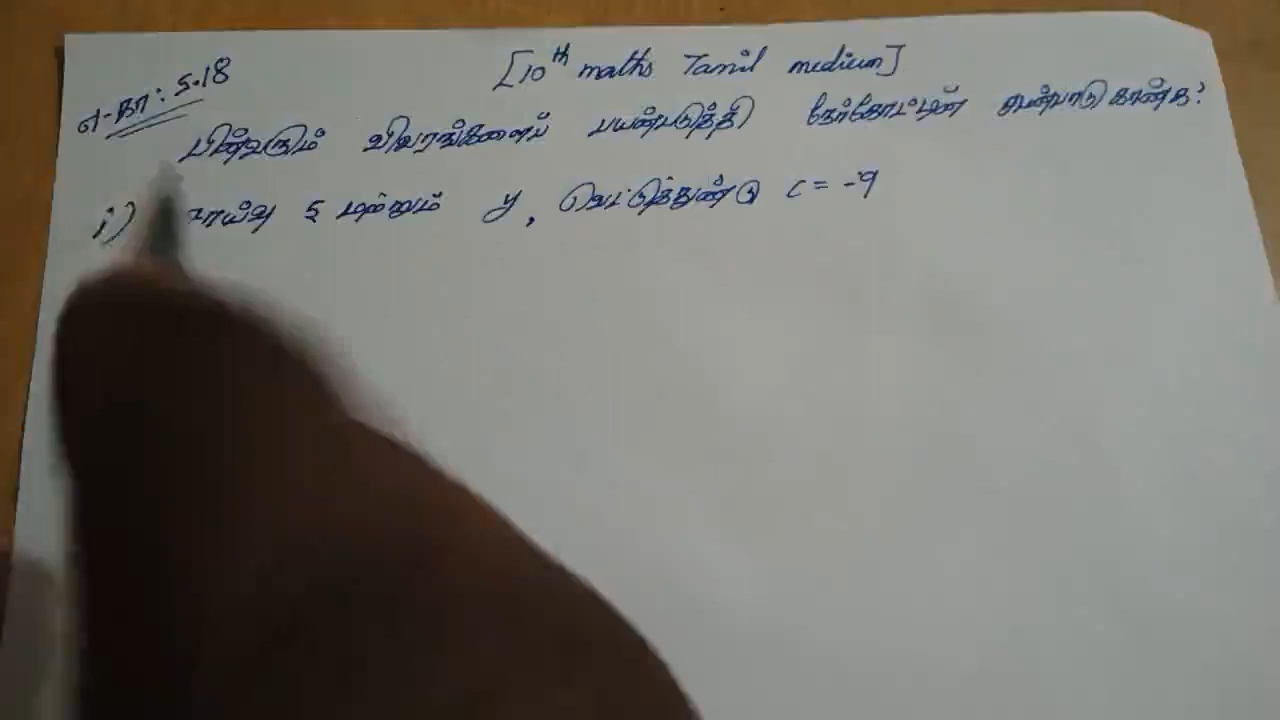 [10th maths Tamil medium]
எ-கா: 5.18
பின்வரும் விவரங்களைப் பயன்படுத்தி நேர்கோட்டின் சமன்பாடு காண்க?
i) சாய்வு 5 மற்றும் y, வெட்டுத்துண்டு c = -9